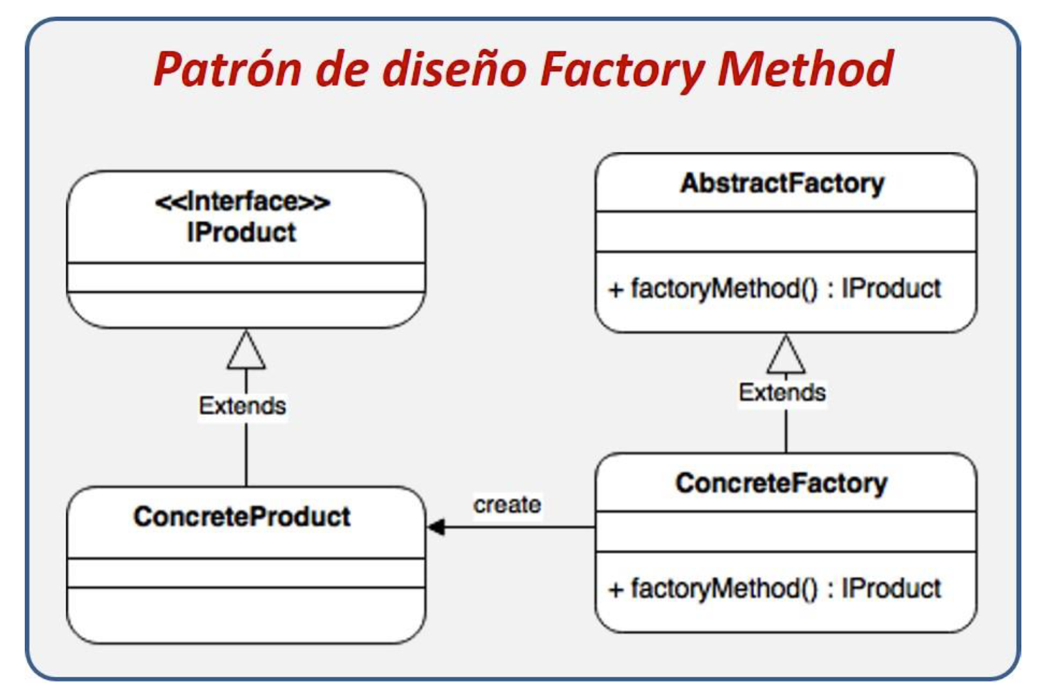 Patrón de diseño Factory Method
<<Interface>>
IProduct
Extends
ConcreteProduct
AbstractFactory
+ factoryMethod() : IProduct
Extends
ConcreteFactory
+ factoryMethod() : IProduct
create